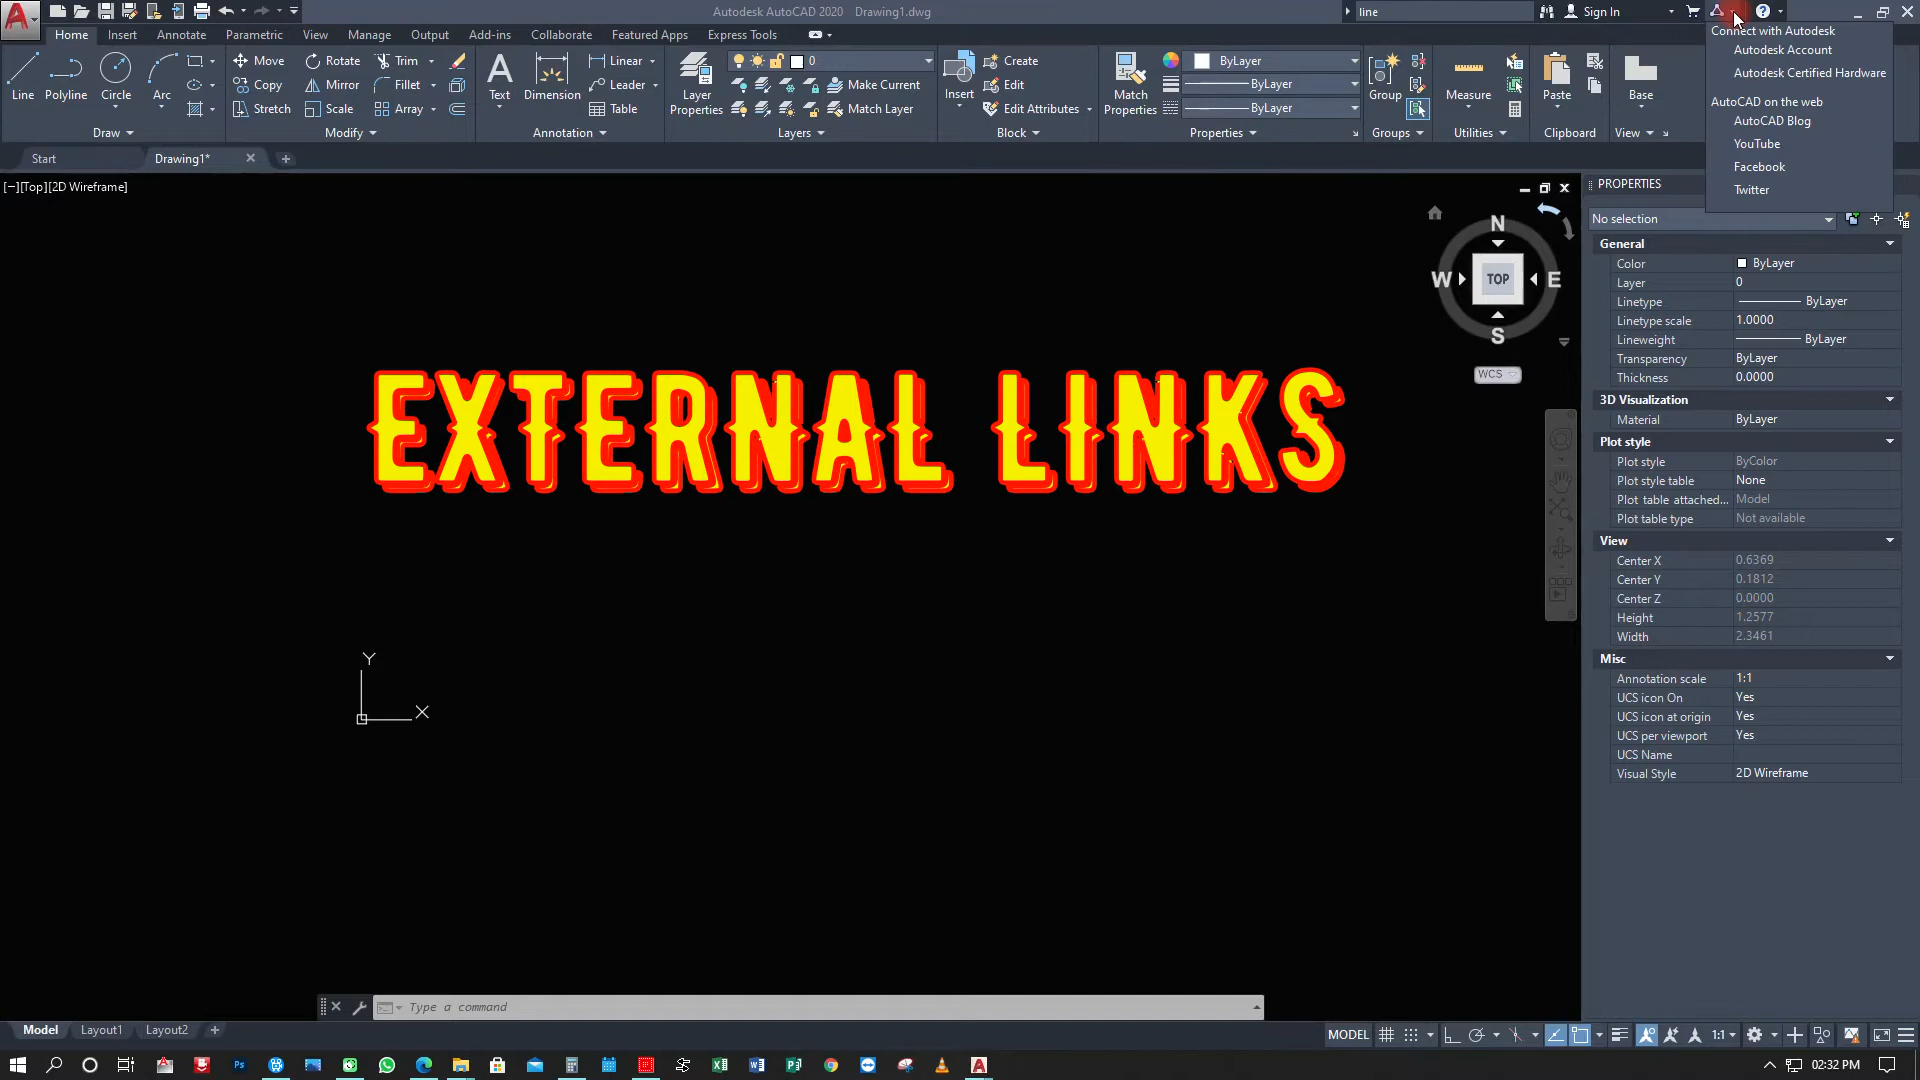 Autodesk AutoCAD 2020 Drawing1.dwg
line
Sign In
Home Insert Annotate Parametric View Manage Output Add-ins Collaborate Featured Apps Express Tools
Connect with Autodesk
Autodesk Account
Autodesk Certified Hardware
AutoCAD on the web
AutoCAD Blog
YouTube
Facebook
Twitter
Line Polyline Circle Arc
Draw
Move Rotate Trim
Copy Mirror Fillet
Stretch Scale Array
Modify
Text Dimension
Linear
Leader
Table
Annotation
Layer
Properties
0
Make Current
Match Layer
Layers
Insert
Create
Edit
Edit Attributes
Block
Match
Properties
ByLayer
ByLayer
ByLayer
Properties
Group
Groups
Measure
Utilities
Paste
Clipboard
Base
View
Start Drawing1*
[−][Top][2D Wireframe]
N
W TOP E
S
WCS
EXTERNAL LINKS
Y
X
PROPERTIES
No selection
General
Color ByLayer
Layer 0
Linetype ByLayer
Linetype scale 1.0000
Lineweight ByLayer
Transparency ByLayer
Thickness 0.0000
3D Visualization
Material ByLayer
Plot style
Plot style ByColor
Plot style table None
Plot table attached... Model
Plot table type Not available
View
Center X 0.6369
Center Y 0.1812
Center Z 0.0000
Height 1.2577
Width 2.3461
Misc
Annotation scale 1:1
UCS icon On Yes
UCS icon at origin Yes
UCS per viewport Yes
UCS Name
Visual Style 2D Wireframe
Type a command
Model Layout1 Layout2
MODEL 1:1
02:32 PM